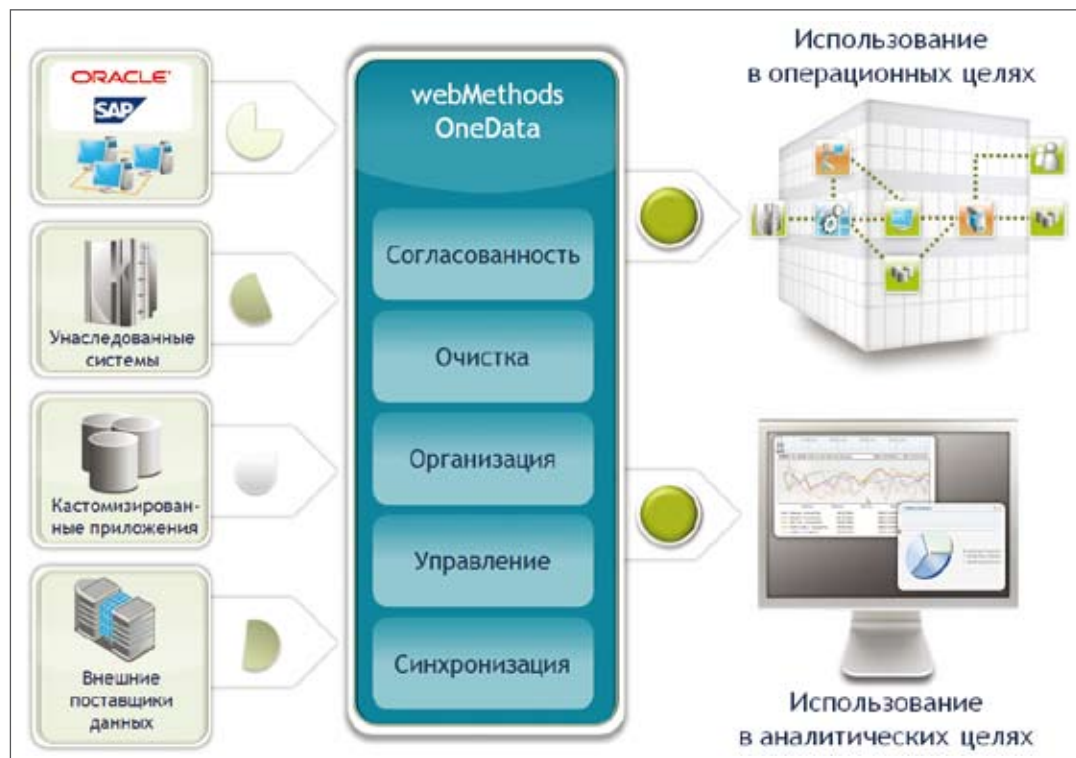 ORACLE
SAP
Унаследованные
системы
Кастомизирован-
ные приложения
Внешние
поставщики
данных
webMethods
OneData
Согласованность
Очистка
Организация
Управление
Синхронизация
Использование
в операционных целях
Использование
в аналитических целях